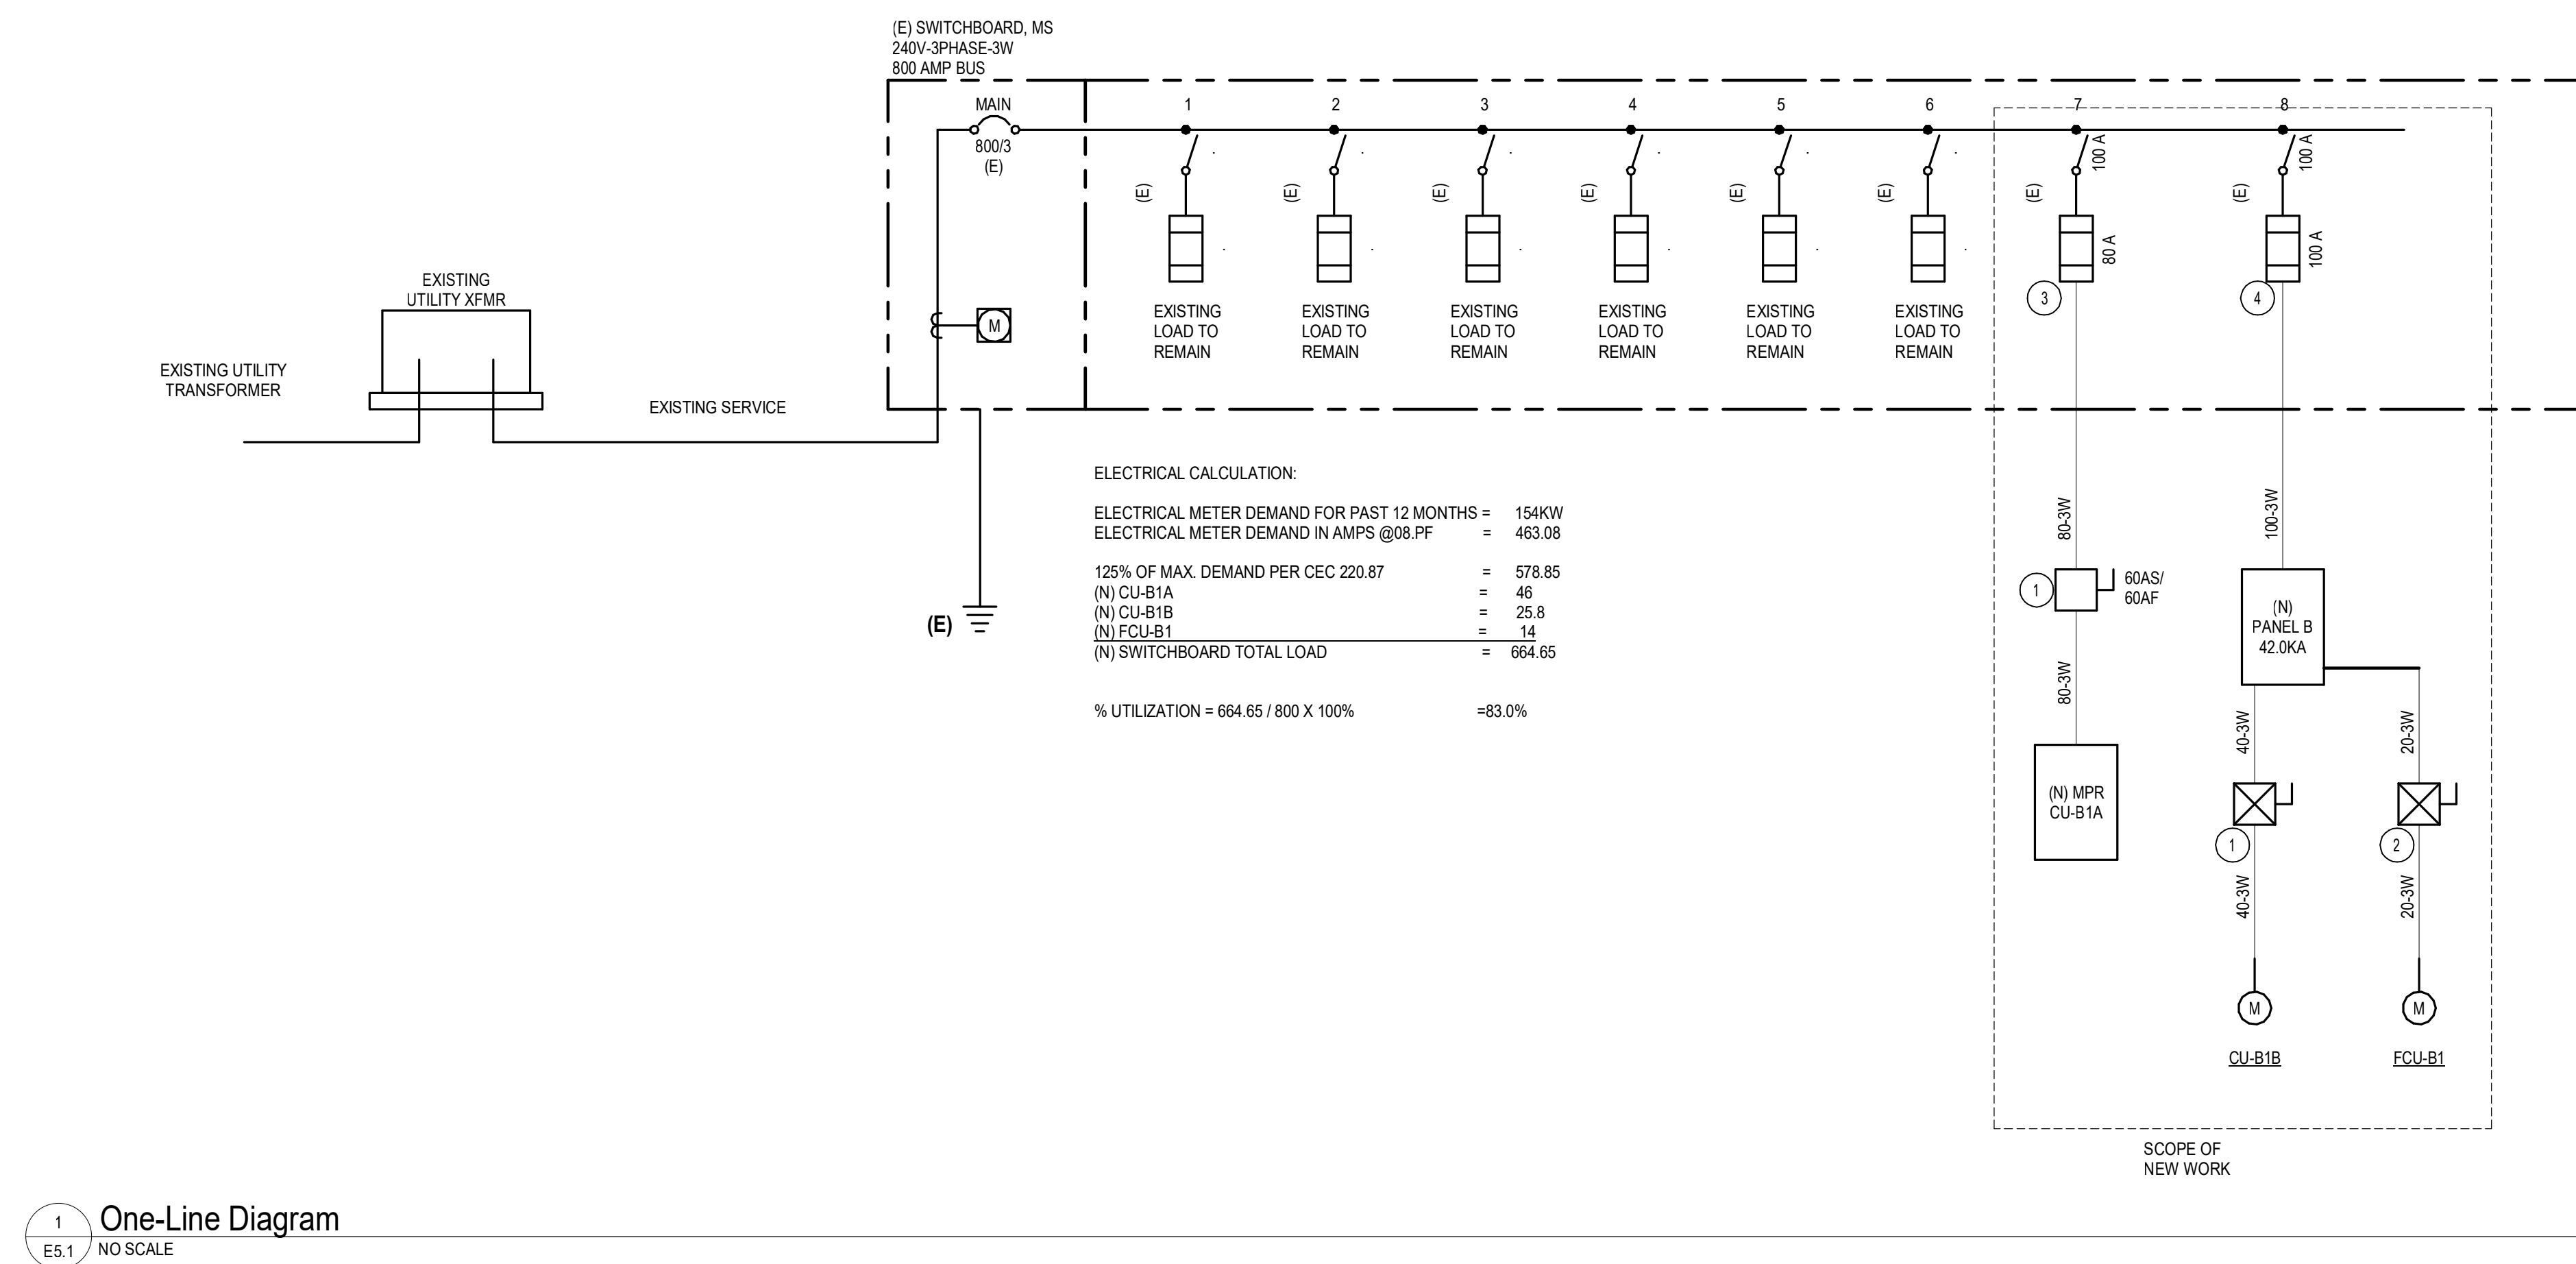 (E) SWITCHBOARD, MS
240V-3PHASE-3W
800 AMP BUS
MAIN
800/3
(E)
1
2
3
4
5
6
7
8
100 A
100 A
(E)
(E)
(E)
(E)
(E)
(E)
(E)
(E)
80 A
100 A
3
4
EXISTING
LOAD TO
REMAIN
EXISTING
LOAD TO
REMAIN
EXISTING
LOAD TO
REMAIN
EXISTING
LOAD TO
REMAIN
EXISTING
LOAD TO
REMAIN
EXISTING
LOAD TO
REMAIN
M
EXISTING
UTILITY XFMR
EXISTING UTILITY
TRANSFORMER
EXISTING SERVICE
(E)
ELECTRICAL CALCULATION:
ELECTRICAL METER DEMAND FOR PAST 12 MONTHS = 154KW
ELECTRICAL METER DEMAND IN AMPS @08.PF = 463.08
125% OF MAX. DEMAND PER CEC 220.87 = 578.85
(N) CU-B1A = 46
(N) CU-B1B = 25.8
(N) FCU-B1 = 14
(N) SWITCHBOARD TOTAL LOAD = 664.65
% UTILIZATION = 664.65 / 800 X 100% =83.0%
80-3W
100-3W
1
60AS/
60AF
(N)
PANEL B
42.0KA
80-3W
40-3W
20-3W
(N) MPR
CU-B1A
1
2
40-3W
20-3W
M
M
CU-B1B
FCU-B1
SCOPE OF
NEW WORK
1
E5.1
One-Line Diagram
NO SCALE